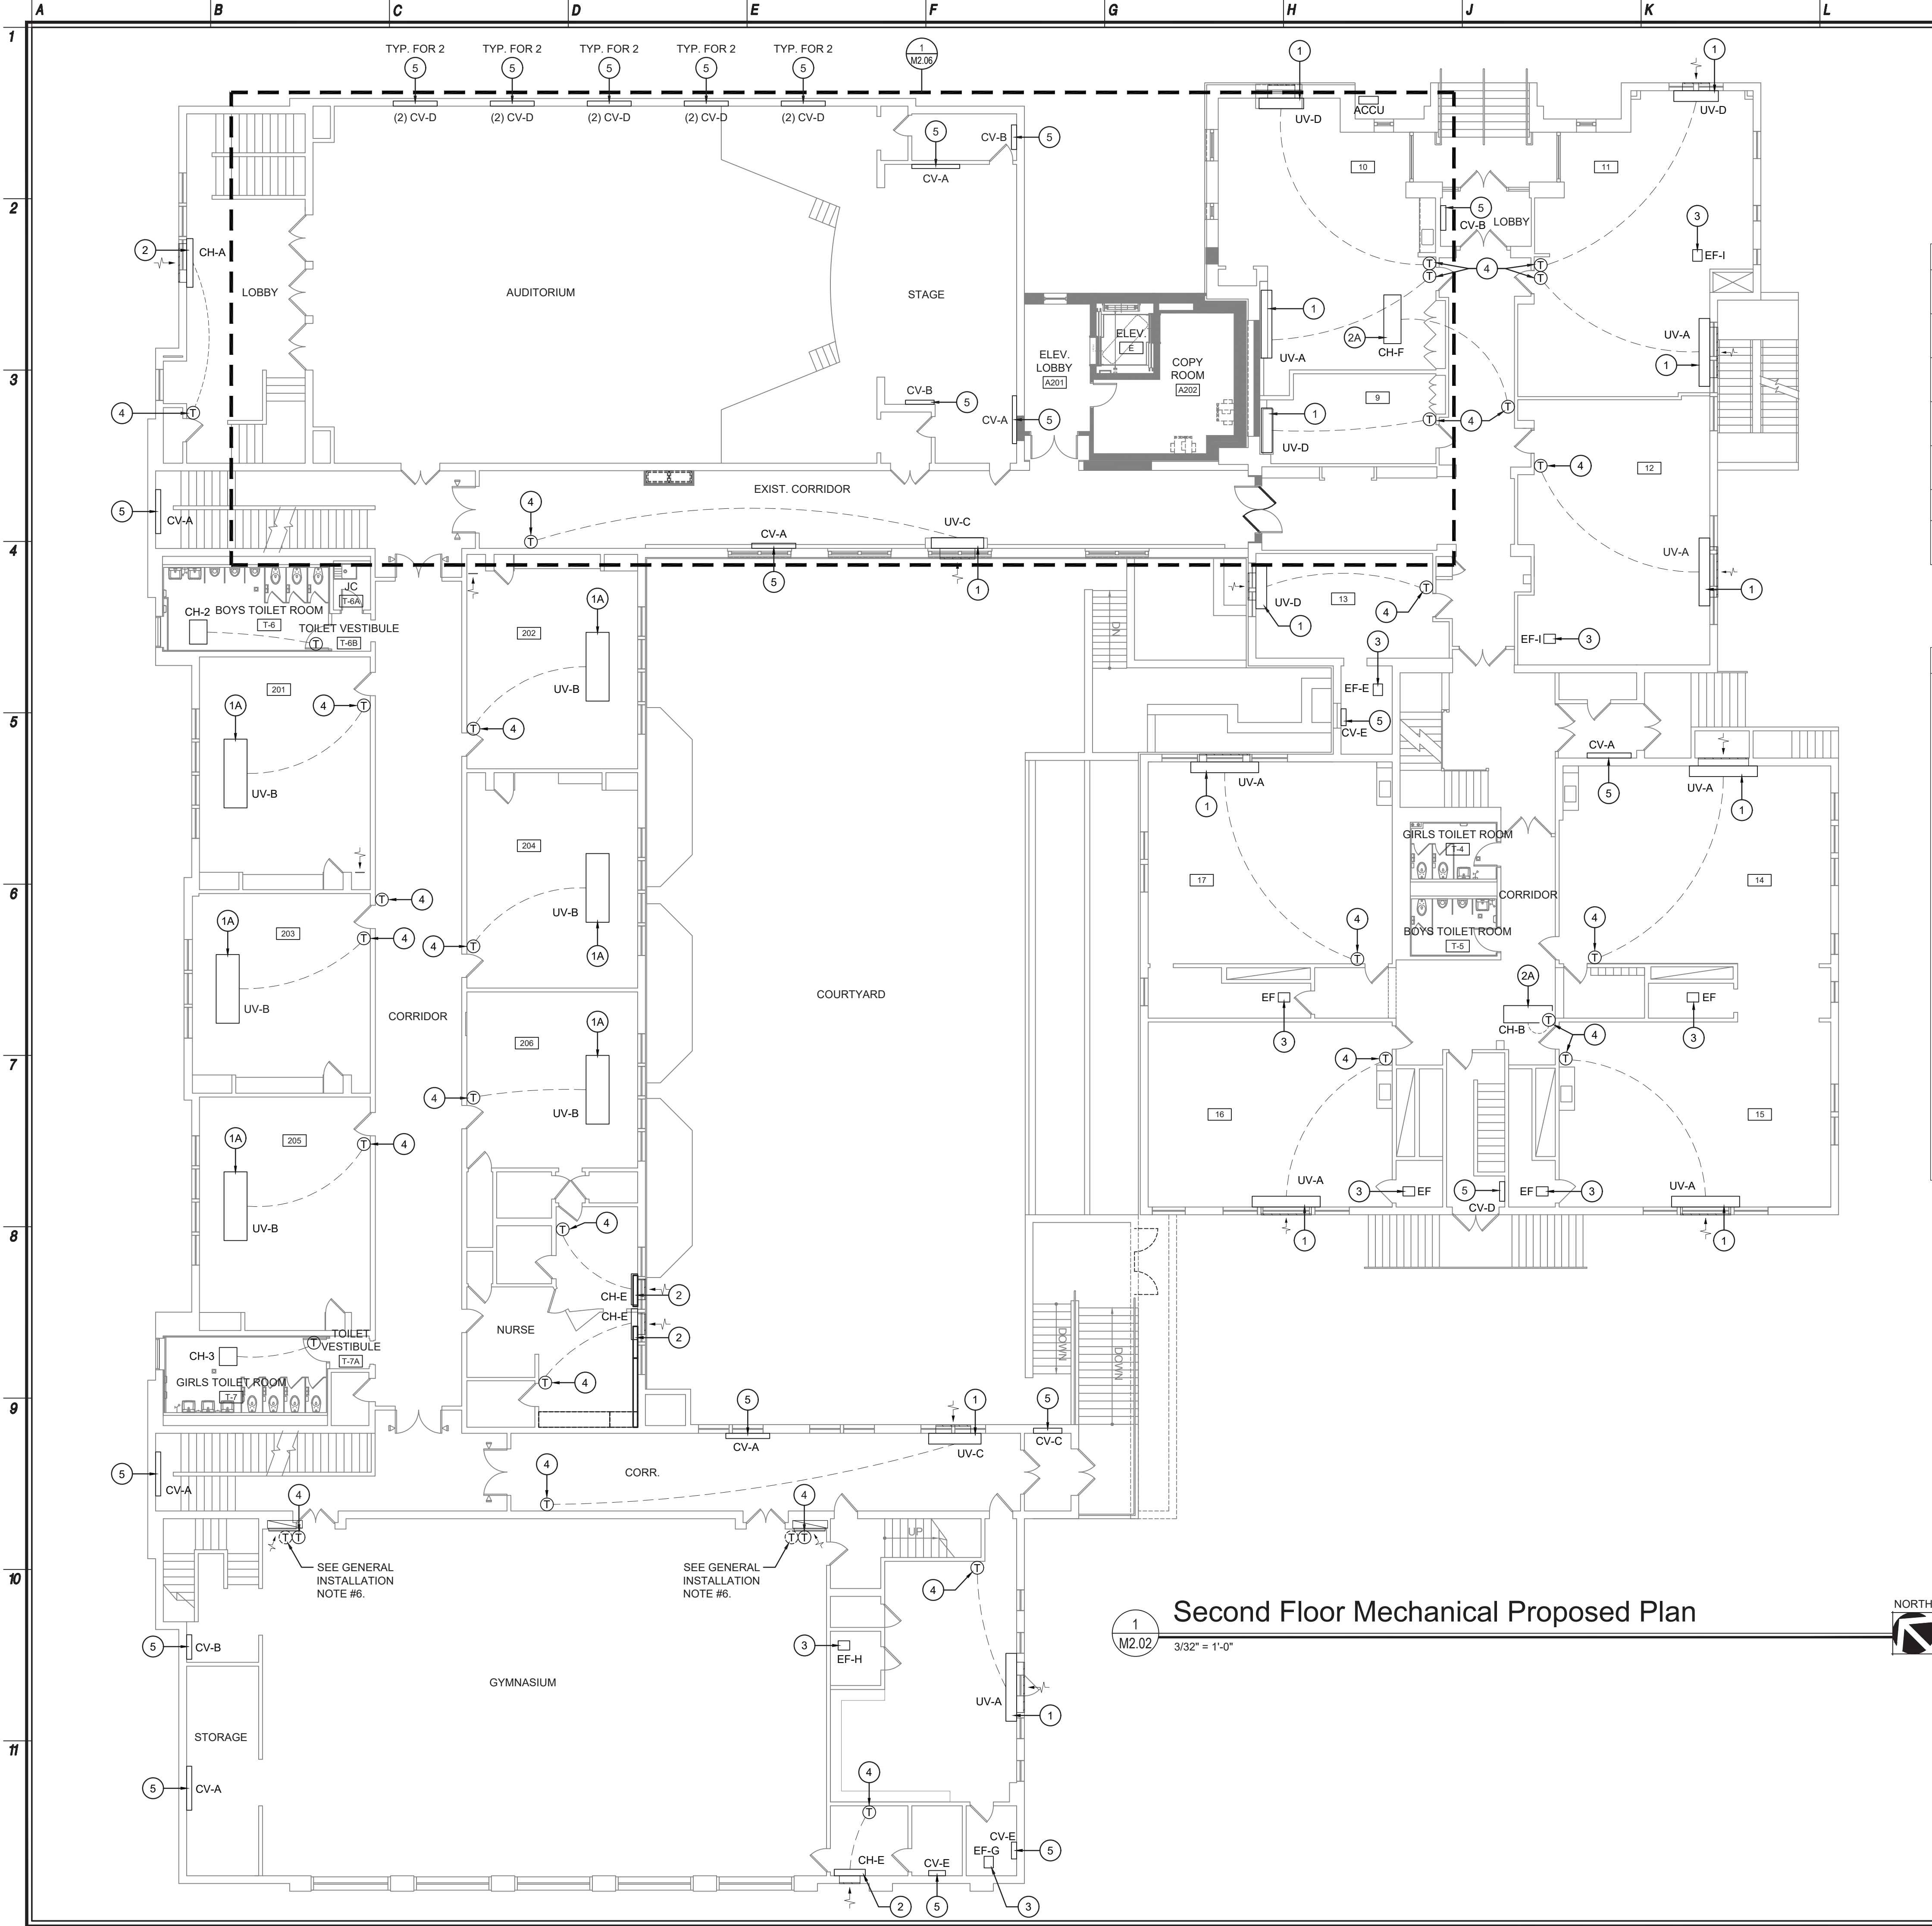 A B C D E F G H J K L
1
TYP. FOR 2 TYP. FOR 2 TYP. FOR 2 TYP. FOR 2 TYP. FOR 2
5 5 5 5 5
1
M2.06
1
1
(2) CV-D (2) CV-D (2) CV-D (2) CV-D (2) CV-D
UV-D
ACCU
UV-D
CV-B
5
5
CV-A
10
11
2
2
CH-A
LOBBY
AUDITORIUM
STAGE
5
CV-B
LOBBY
3
EF-I
T
4
T
T
T
1
2A
CH-F
UV-A
UV-A
1
ELEV.
E
ELEV.
LOBBY
A201
COPY
ROOM
A202
3
4
T
CV-B
5
CV-A
5
1
UV-D
9
T
4
T
12
T
4
5
CV-A
EXIST. CORRIDOR
4
T
CV-A
5
UV-C
1
UV-A
1
4
CH-2
BOYS TOILET ROOM
T-6
JC
T-6A
TOILET VESTIBULE
T-6B
T
202
1A
UV-B
T
4
DN
UV-D
1
13
T
4
EF-I
3
3
EF-E
CV-E
5
5
201
1A
4
T
UV-B
CV-A
5
UV-A
1
UV-A
1
204
UV-B
1A
4
T
GIRLS TOILET ROOM
T-4
CORRIDOR
BOYS TOILET ROOM
T-5
17
14
4
T
4
T
6
T
4
203
1A
T
4
UV-B
CORRIDOR
COURTYARD
EF
3
2A
CH-B
T
4
T
EF
3
7
206
1A
UV-B
4
T
4
T
16
15
205
1A
T
4
UV-B
UV-A
1
3
EF
5
CV-D
EF
3
UV-A
1
8
T
4
CH-E
2
CH-E
2
NURSE
T
4
DOWN
DOWN
CH-3
T
TOILET
VESTIBULE
T-7A
GIRLS TOILET ROOM
T-7
9
5
CV-A
1
UV-C
5
CV-C
5
CV-A
CORR.
4
T
4
T T
4
T T
SEE GENERAL
INSTALLATION
NOTE #6.
SEE GENERAL
INSTALLATION
NOTE #6.
UP
T
4
10
5
CV-B
GYMNASIUM
3
EF-H
UV-A
1
1
M2.02
Second Floor Mechanical Proposed Plan
3/32" = 1'-0"
NORTH
11
STORAGE
5
CV-A
4
T
CH-E
2
CV-E
5
EF-G
3
CV-E
5